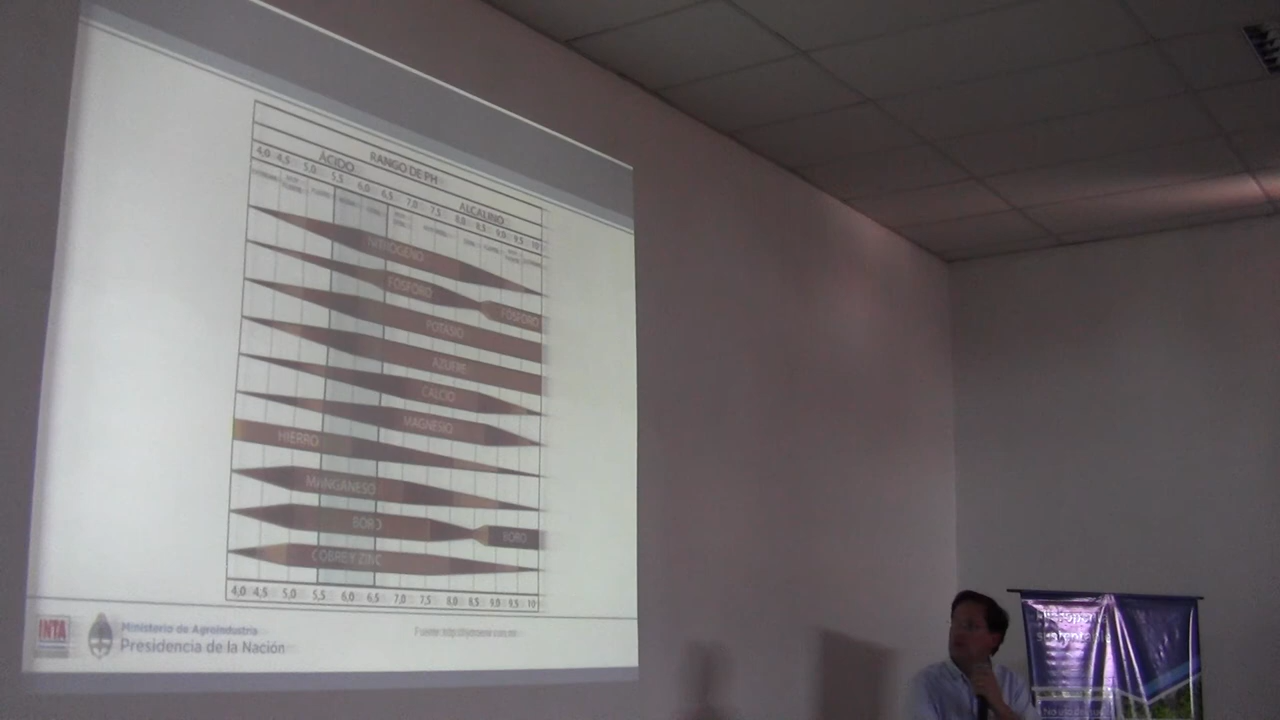 RANGO DE PH
ÁCIDO
ALCALINO
4,0 4,5 5,0 5,5 6,0 6,5 7,0 7,5 8,0 8,5 9,0 9,5 10
NITRÓGENO
FOSFORO FOSFORO
POTASIO
AZUFRE
CALCIO
MAGNESIO
HIERRO
MANGANESO
BORO BORO
COBRE Y ZINC
4,0 4,5 5,0 5,5 6,0 6,5 7,0 7,5 8,0 8,5 9,0 9,5 10
INTA
Ministerio de Agroindustria
Presidencia de la Nación
sustentable